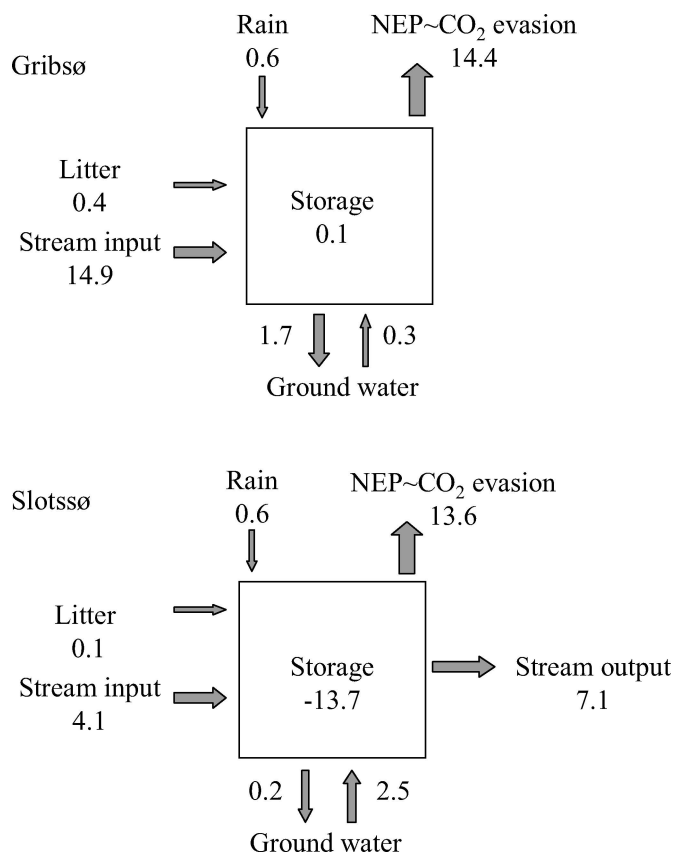 Rain
0.6
NEP~CO₂ evasion
14.4
Gribsø
Litter
0.4
Stream input
14.9
Storage
0.1
1.7
0.3
Ground water
Rain
0.6
NEP~CO₂ evasion
13.6
Slotssø
Litter
0.1
Stream input
4.1
Storage
-13.7
Stream output
7.1
0.2
2.5
Ground water